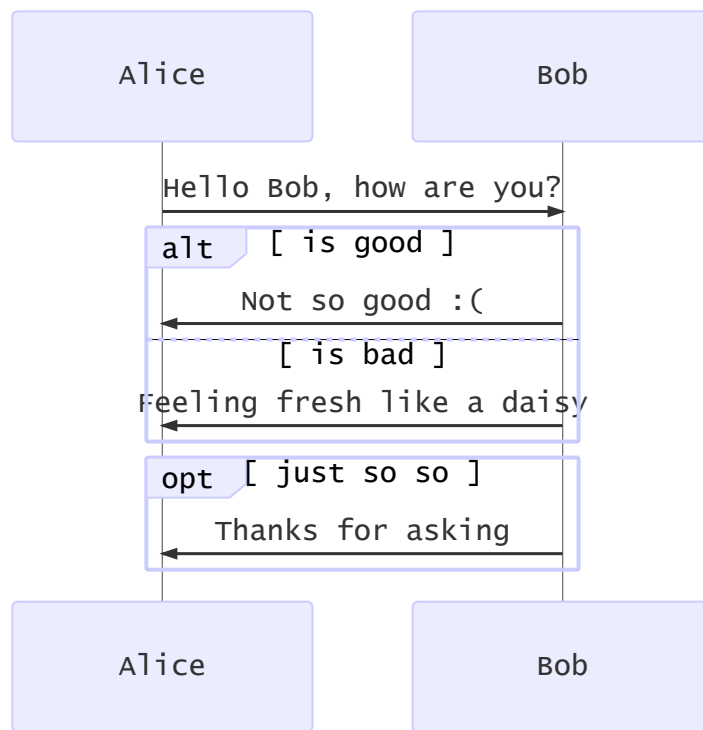 Alice Bob
Hello Bob, how are you?
alt [ is good ]
Not so good :(
[ is bad ]
Feeling fresh like a daisy
opt [ just so so ]
Thanks for asking
Alice Bob